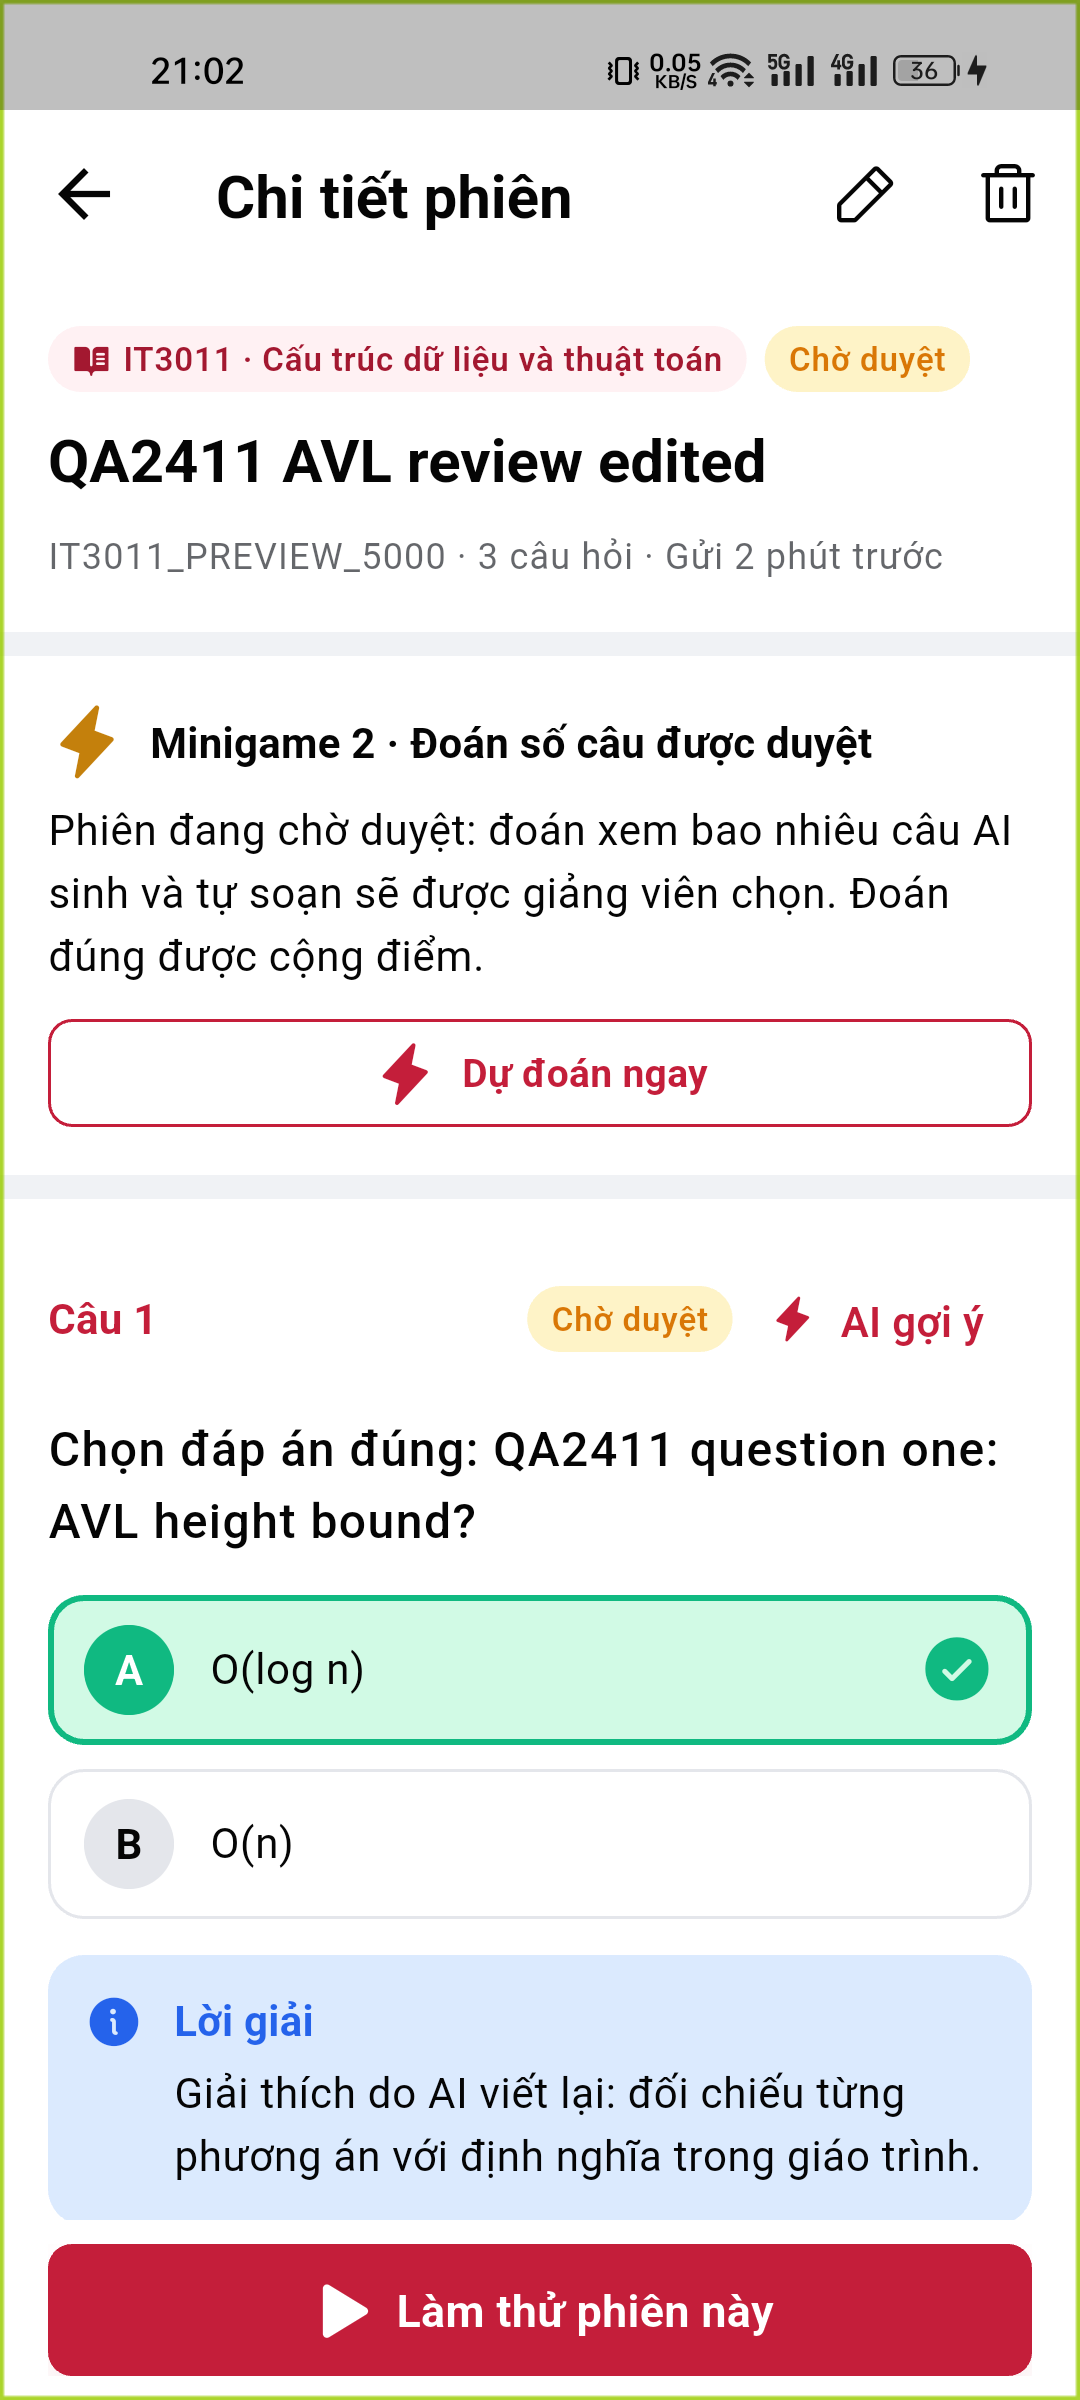 21:02
0.05 KB/S
5G
4G
36
Chi tiết phiên
IT3011 · Cấu trúc dữ liệu và thuật toán
Chờ duyệt
QA2411 AVL review edited
IT3011_PREVIEW_5000 · 3 câu hỏi · Gửi 2 phút trước
Minigame 2 · Đoán số câu được duyệt
Phiên đang chờ duyệt: đoán xem bao nhiêu câu AI
sinh và tự soạn sẽ được giảng viên chọn. Đoán
đúng được cộng điểm.
Dự đoán ngay
Câu 1
Chờ duyệt
AI gợi ý
Chọn đáp án đúng: QA2411 question one:
AVL height bound?
A O(log n)
B O(n)
Lời giải
Giải thích do AI viết lại: đối chiếu từng
phương án với định nghĩa trong giáo trình.
Làm thử phiên này